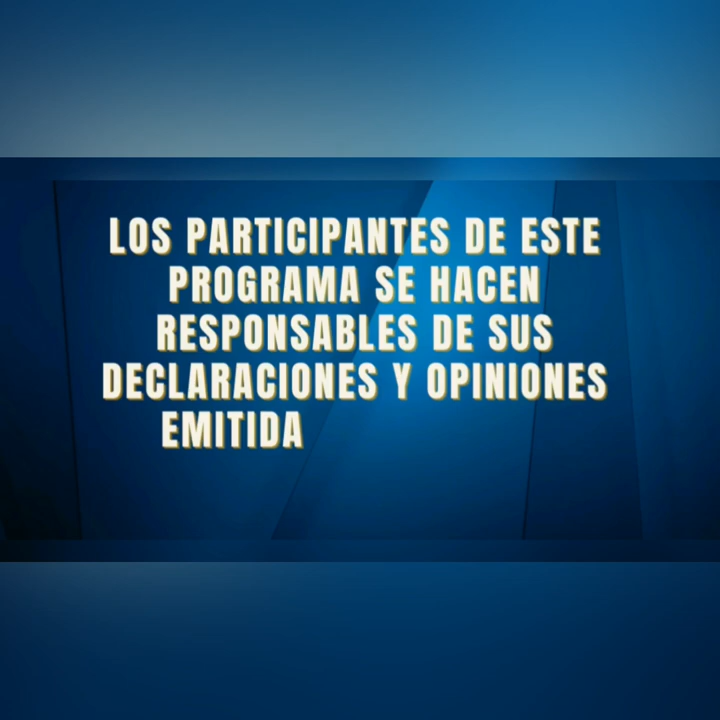 LOS PARTICIPANTES DE ESTE
PROGRAMA SE HACEN
RESPONSABLES DE SUS
DECLARACIONES Y OPINIONES
EMITIDA